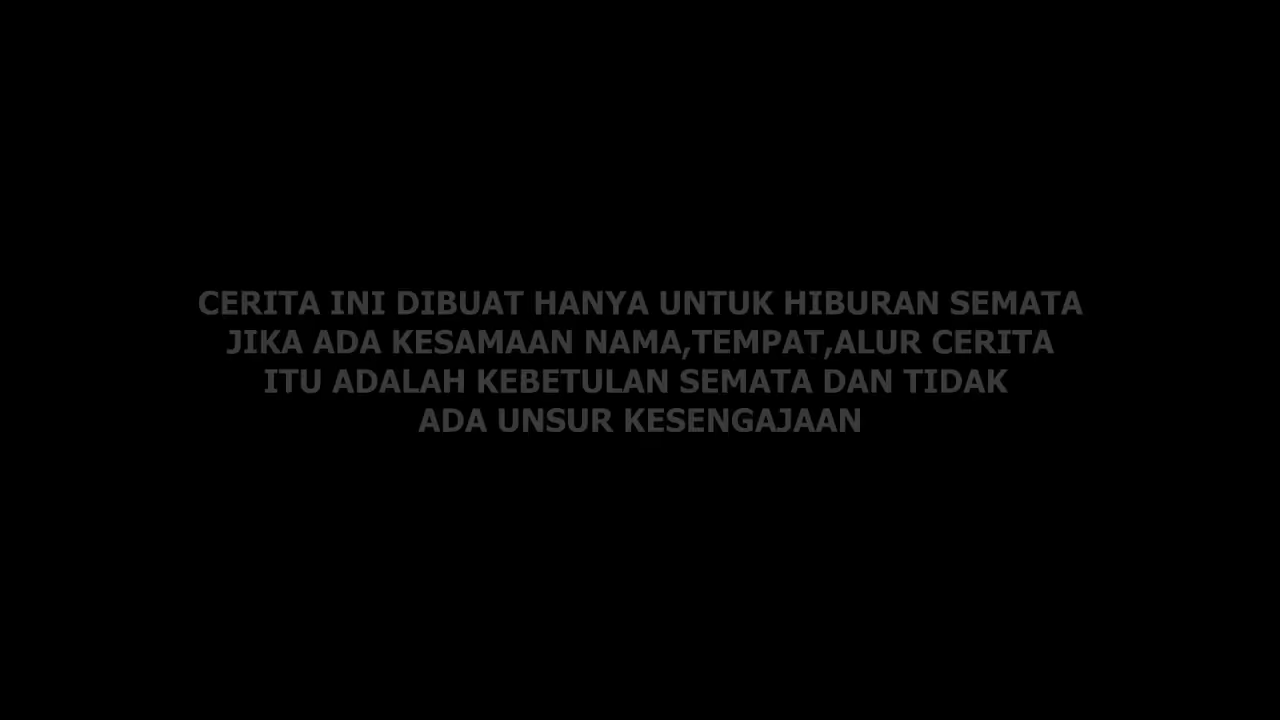 CERITA INI DIBUAT HANYA UNTUK HIBURAN SEMATA
JIKA ADA KESAMAAN NAMA,TEMPAT,ALUR CERITA
ITU ADALAH KEBETULAN SEMATA DAN TIDAK
ADA UNSUR KESENGAJAAN